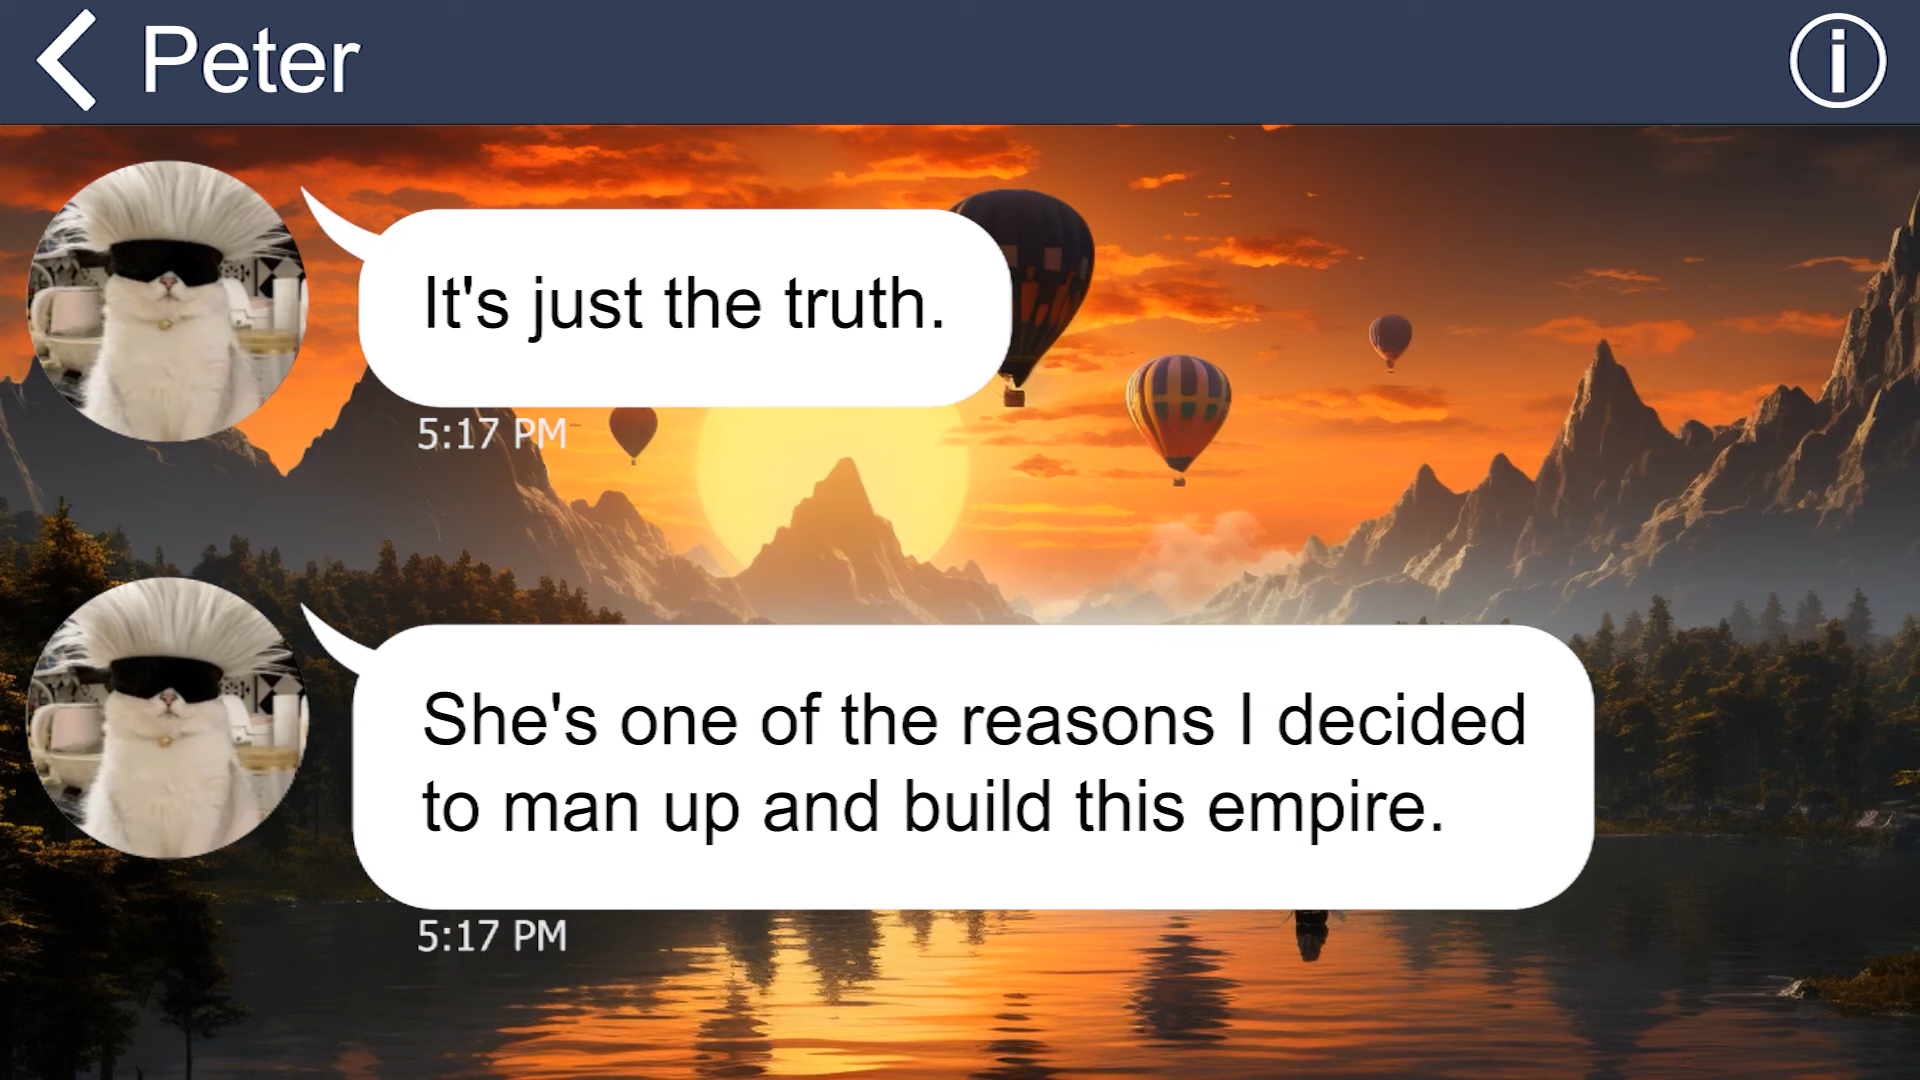 Peter
It's just the truth.
5:17 PM
She's one of the reasons I decided
to man up and build this empire.
5:17 PM